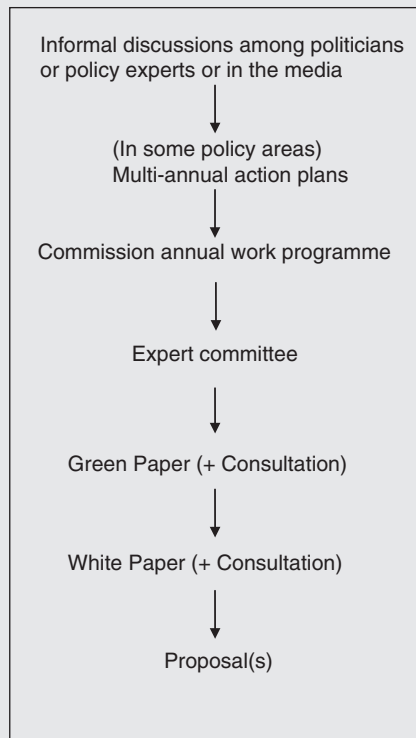 Informal discussions among politicians
or policy experts or in the media
(In some policy areas)
Multi-annual action plans
Commission annual work programme
Expert committee
Green Paper (+ Consultation)
White Paper (+ Consultation)
Proposal(s)